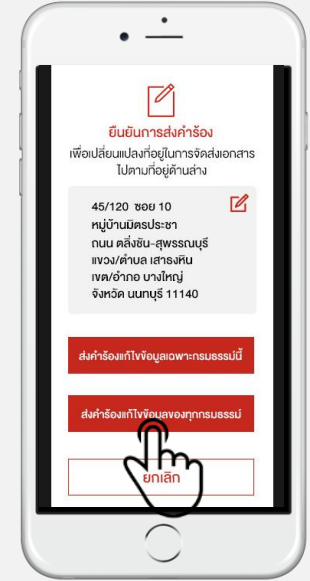 ยืนยันการส่งคำร้อง
เพื่อเปลี่ยนแปลงที่อยู่ในการจัดส่งเอกสาร
ไปตามที่อยู่ด้านล่าง
45/120 ซอย 10
หมู่บ้านมิตรประชา
ถนน ตลิ่งชัน-สุพรรณบุรี
แขวง/ตำบล เสาธงหิน
เขต/อำเภอ บางใหญ่
จังหวัด นนทบุรี 11140
ส่งคำร้องแก้ไขข้อมูลเฉพาะกรมธรรม์นี้
ส่งคำร้องแก้ไขข้อมูลของทุกกรมธรรม์
ยกเลิก